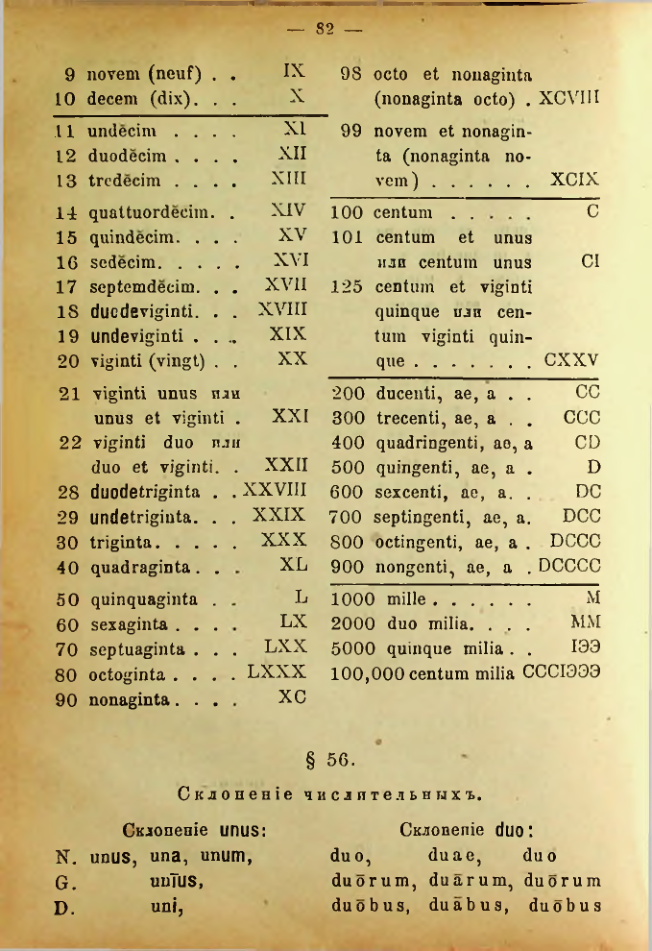 — 82 —
9 novem (neuf) . . IX
10 decem (dix). . . X
11 undĕcim . . . . XI
12 duodĕcim . . . . XII
13 tredĕcim . . . . XIII
14 quattuordĕcim. . XIV
15 quindĕcim. . . . XV
16 sedĕcim. . . . . XVI
17 septemdĕcim. . . XVII
18 duodeviginti. . . XVIII
19 undeviginti . . . XIX
20 viginti (vingt) . . XX
21 viginti unus или
unus et viginti . XXI
22 viginti duo или
duo et viginti. . XXII
28 duodetriginta . . XXVIII
29 undetriginta. . . XXIX
30 triginta. . . . . XXX
40 quadraginta. . . XL
50 quinquaginta . . L
60 sexaginta . . . . LX
70 septuaginta . . . LXX
80 octoginta . . . . LXXX
90 nonaginta. . . . XC
98 octo et nonaginta
(nonaginta octo) . XCVIII
99 novem et nonagin-
ta (nonaginta no-
vem) . . . . . . XCIX
100 centum . . . . . C
101 centum et unus
или centum unus CI
125 centum et viginti
quinque или cen-
tum viginti quin-
que . . . . . . . CXXV
200 ducenti, ae, a . . CC
300 trecenti, ae, a . . CCC
400 quadringenti, ae, a CD
500 quingenti, ae, a . D
600 sexcenti, ae, a. . DC
700 septingenti, ae, a. DCC
800 octingenti, ae, a . DCCC
900 nongenti, ae, a . DCCCC
1000 mille . . . . . . M
2000 duo milia. . . . MM
5000 quinque milia . . IƏƏ
100,000 centum milia CCCIƏƏƏ
§ 56.
Склоненіе числительныхъ.
Склоненіе unus:
N. unus, una, unum,
G. unīus,
D. uni,
Склоненіе duo:
duo, duae, duo
duōrum, duārum, duōrum
duōbus, duābus, duōbus